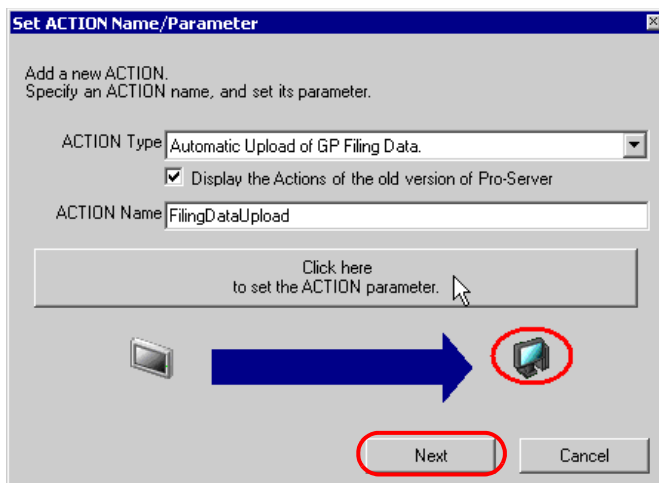 Set ACTION Name/Parameter
Add a new ACTION.
Specify an ACTION name, and set its parameter.
ACTION Type Automatic Upload of GP Filing Data.
Display the Actions of the old version of Pro-Server
ACTION Name FilingDataUpload
Click here
to set the ACTION parameter.
Next Cancel